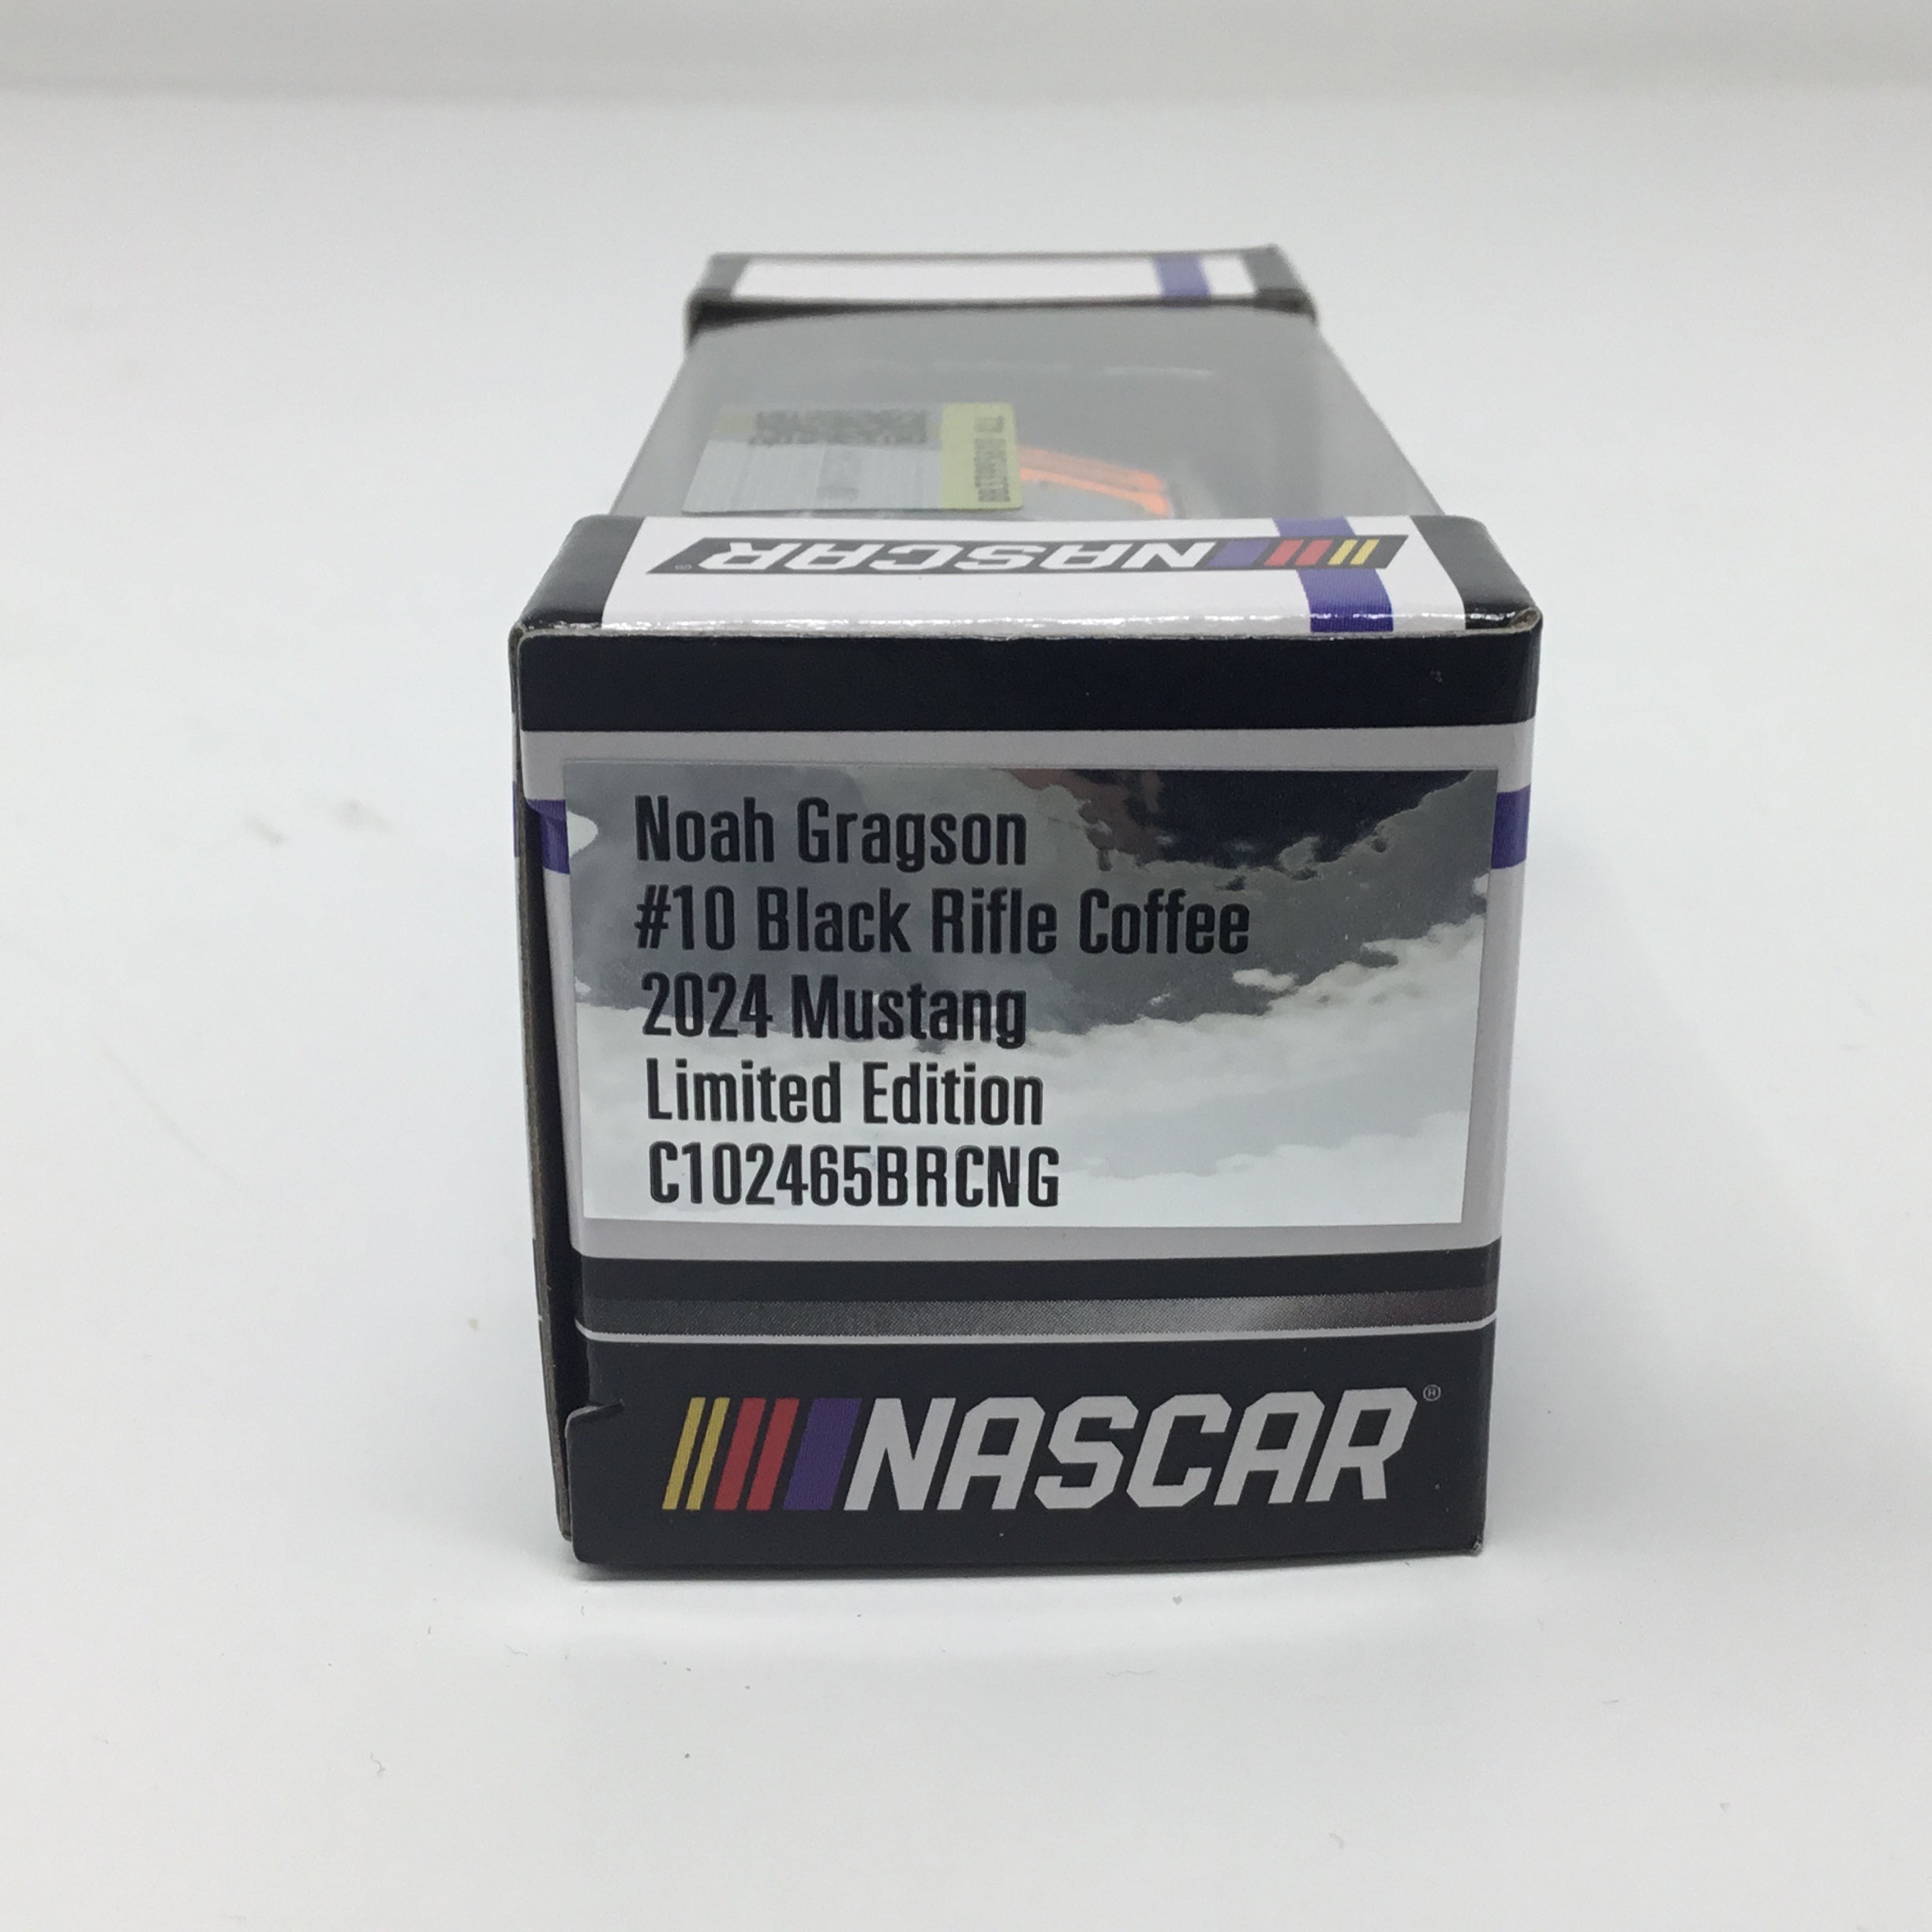 NASCAR®
Noah Gragson
#10 Black Rifle Coffee
2024 Mustang
Limited Edition
C102465BRCNG
NASCAR®